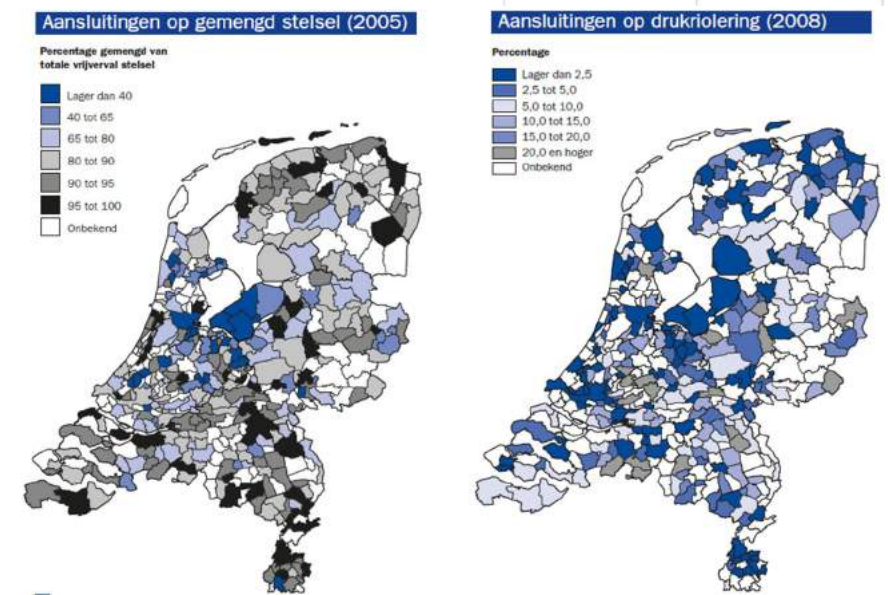 Aansluitingen op gemengd stelsel (2005)
Percentage gemengd van
totale vrijverval stelsel
Lager dan 40
40 tot 65
65 tot 80
80 tot 90
90 tot 95
95 tot 100
Onbekend
Aansluitingen op drukriolering (2008)
Percentage
Lager dan 2,5
2,5 tot 5,0
5,0 tot 10,0
10,0 tot 15,0
15,0 tot 20,0
20,0 en hoger
Onbekend